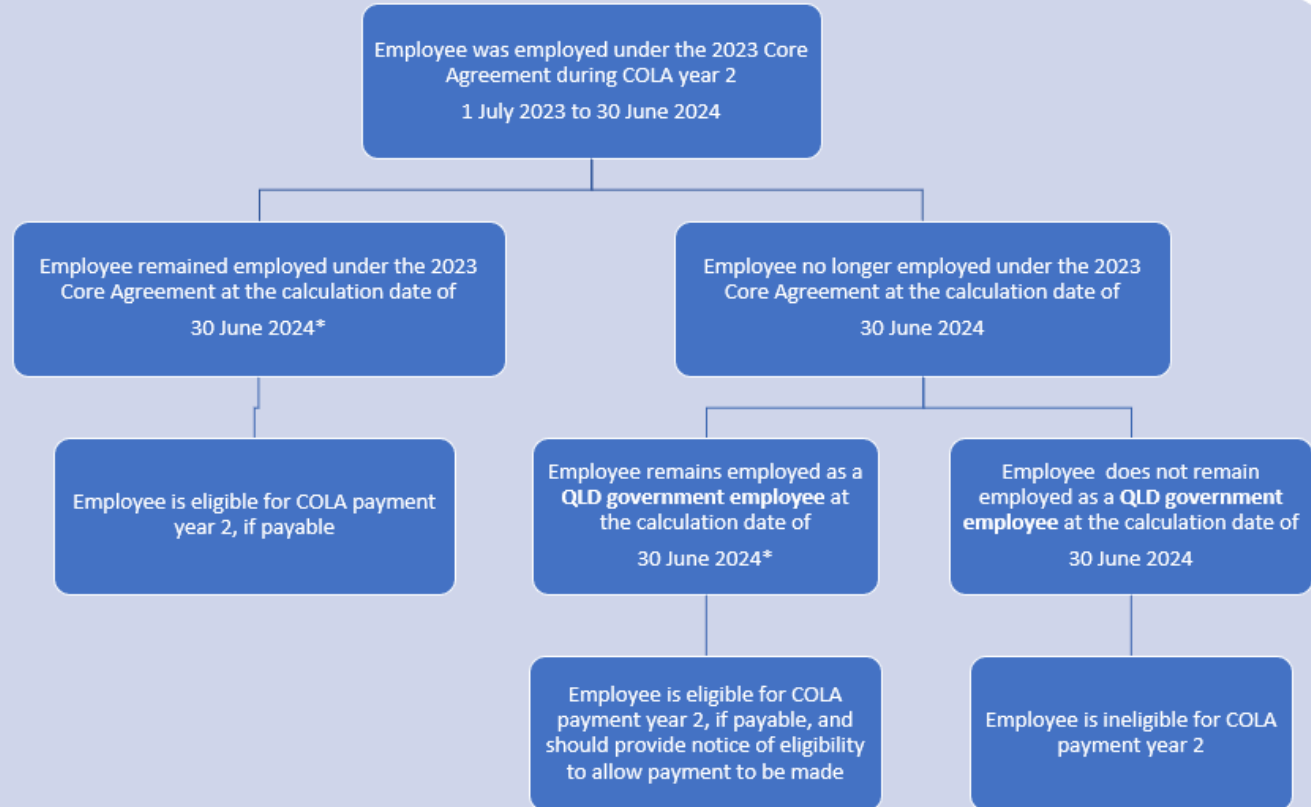 Employee was employed under the 2023 Core
Agreement during COLA year 2
1 July 2023 to 30 June 2024
Employee remained employed under the 2023
Core Agreement at the calculation date of
30 June 2024*
Employee no longer employed under the 2023
Core Agreement at the calculation date of
30 June 2024
Employee is eligible for COLA payment
year 2, if payable
Employee remains employed as a
QLD government employee at
the calculation date of
30 June 2024*
Employee does not remain
employed as a QLD government
employee at the calculation date of
30 June 2024
Employee is eligible for COLA
payment year 2, if payable, and
should provide notice of eligibility
to allow payment to be made
Employee is ineligible for COLA
payment year 2